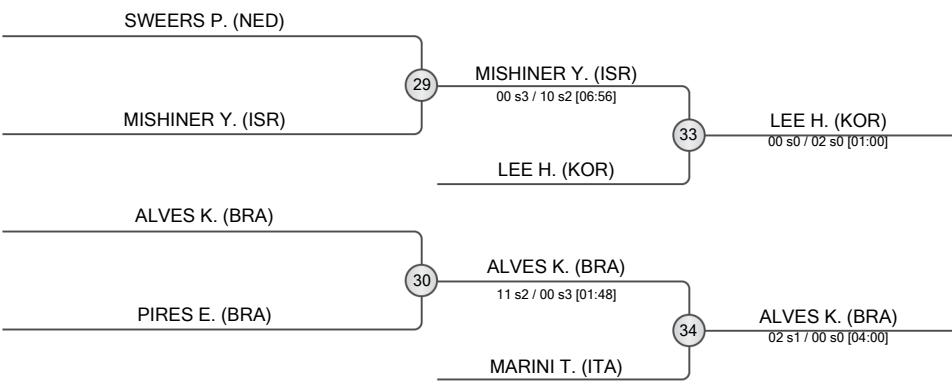 SWEERS P. (NED)
29
MISHINER Y. (ISR)
00 s3 / 10 s2 [06:56]
MISHINER Y. (ISR)
33
LEE H. (KOR)
00 s0 / 02 s0 [01:00]
LEE H. (KOR)
ALVES K. (BRA)
30
ALVES K. (BRA)
11 s2 / 00 s3 [01:48]
PIRES E. (BRA)
34
ALVES K. (BRA)
02 s1 / 00 s0 [04:00]
MARINI T. (ITA)